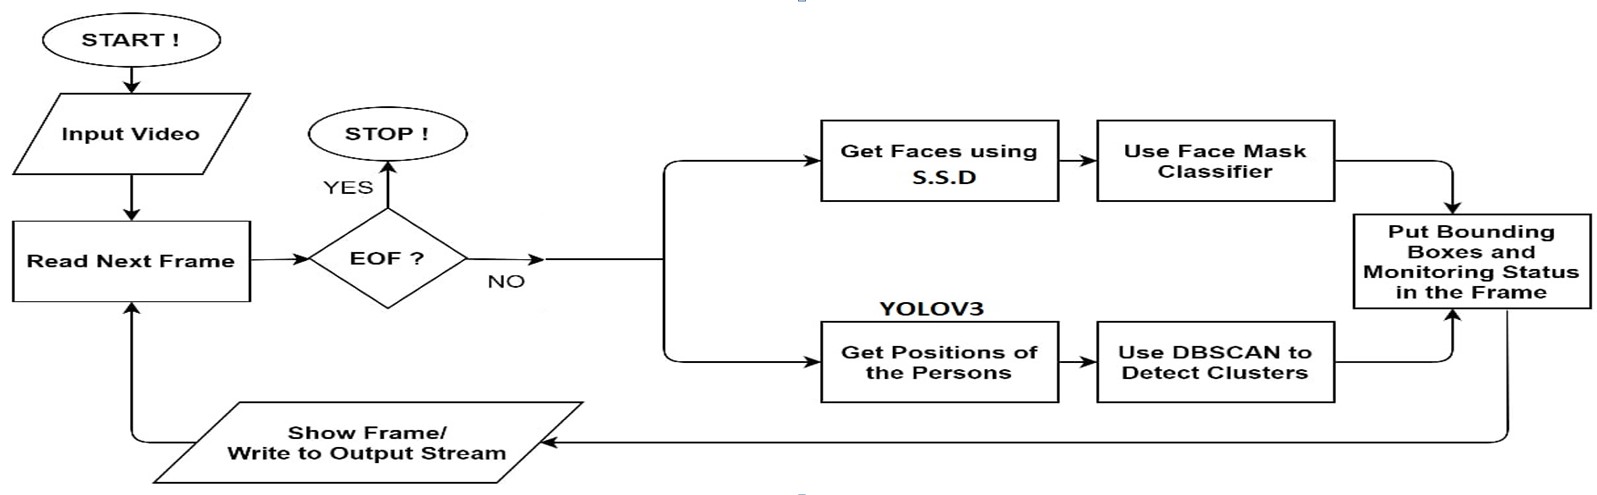 START !
Input Video
Read Next Frame
STOP !
YES
EOF ?
NO
Get Faces using
S.S.D
Use Face Mask
Classifier
YOLOV3
Get Positions of
the Persons
Use DBSCAN to
Detect Clusters
Put Bounding
Boxes and
Monitoring Status
in the Frame
Show Frame/
Write to Output Stream